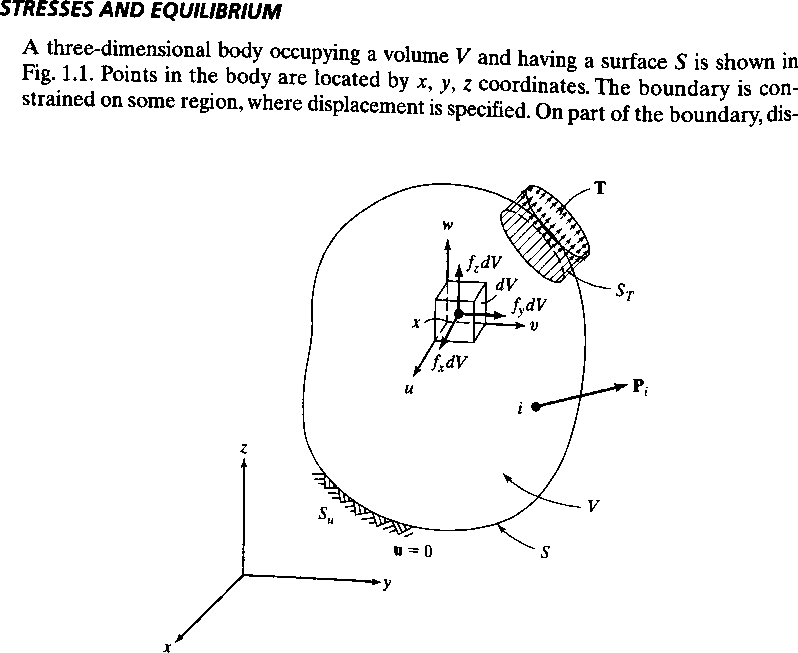 STRESSES AND EQUILIBRIUM
A three-dimensional body occupying a volume V and having a surface S is shown in
Fig. 1.1. Points in the body are located by x, y, z coordinates. The boundary is con-
strained on some region, where displacement is specified. On part of the boundary, dis-
T
w
f_z dV
dV
S_T
f_y dV
x
v
f_x dV
u
P_i
i
z
V
S_u
u = 0
S
y
x